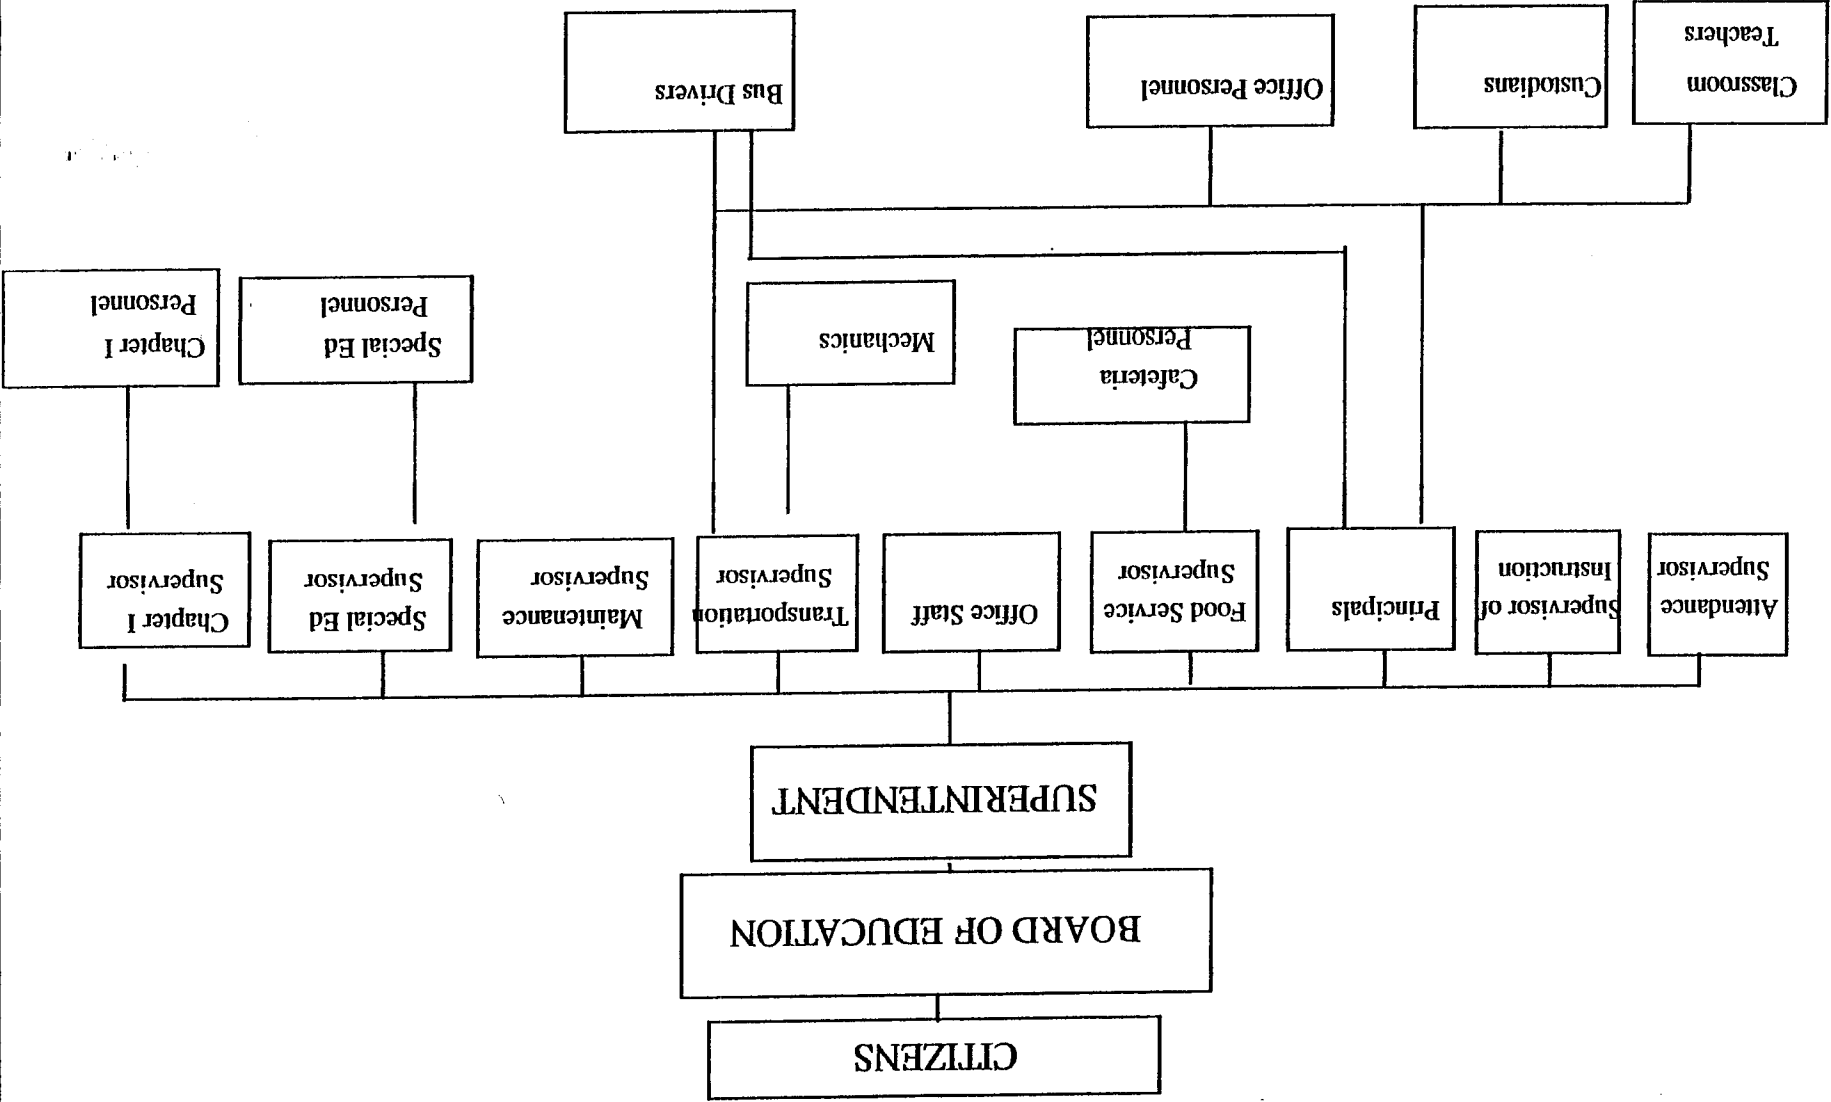 CITIZENS
BOARD OF EDUCATION
SUPERINTENDENT
Attendance
Supervisor
Supervisor of
Instruction
Principals
Food Service
Supervisor
Office Staff
Transportation
Supervisor
Maintenance
Supervisor
Special Ed
Supervisor
Chapter I
Supervisor
Cafeteria
Personnel
Mechanics
Special Ed
Personnel
Chapter I
Personnel
Classroom
Teachers
Custodians
Office Personnel
Bus Drivers